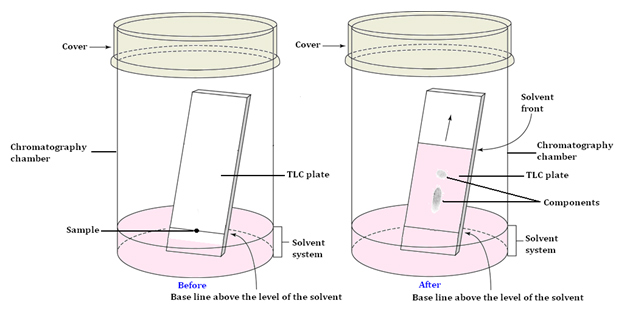 Cover
Chromatography
chamber
TLC plate
Sample
Solvent
system
Before
Base line above the level of the solvent
Cover
Solvent
front
Chromatography
chamber
TLC plate
Components
Solvent
system
After
Base line above the level of the solvent